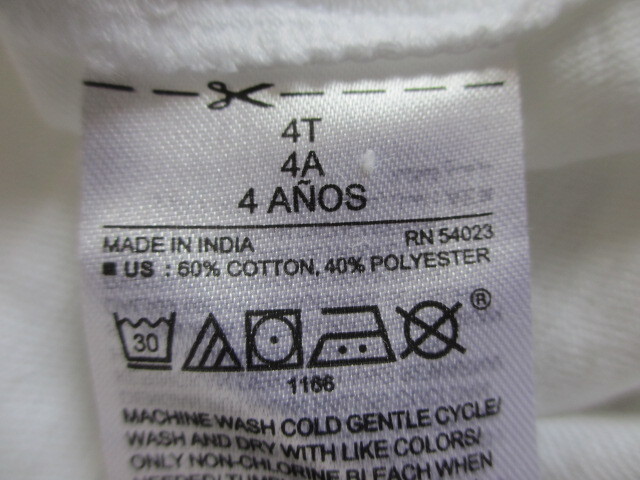 4T
4A
4 AÑOS
MADE IN INDIA RN 54023
US : 60% COTTON, 40% POLYESTER
30
®
1166
MACHINE WASH COLD GENTLE CYCLE/
WASH AND DRY WITH LIKE COLORS/
ONLY NON-CHLORINE BLEACH WHEN